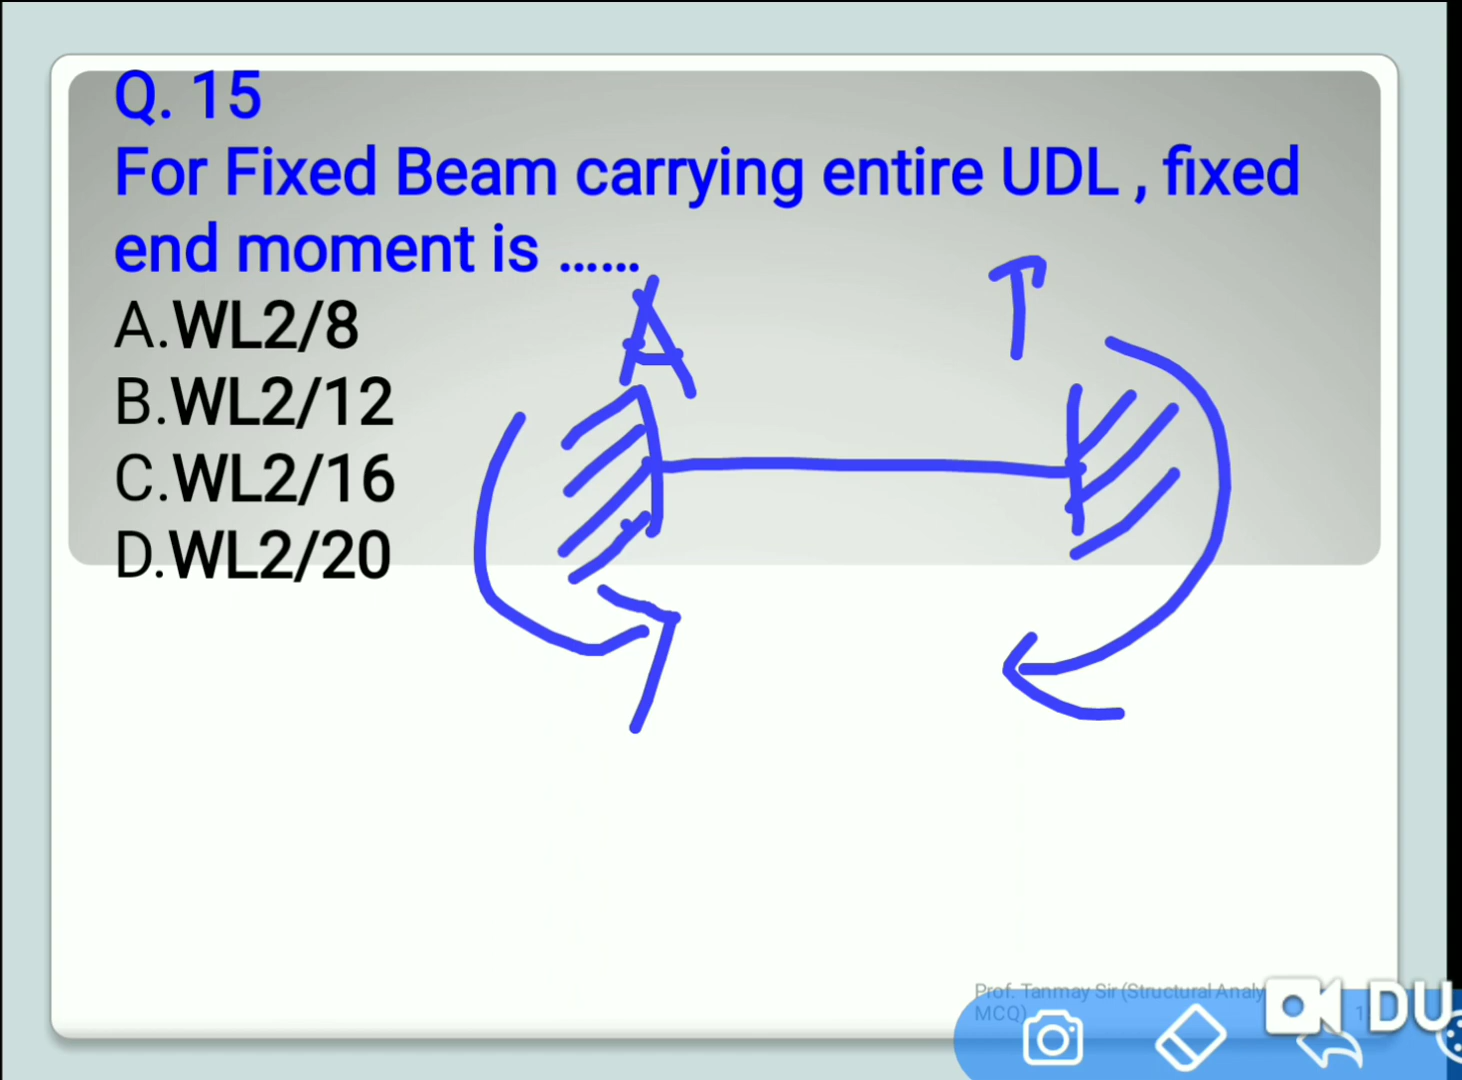 Q. 15
For Fixed Beam carrying entire UDL , fixed
end moment is ......
A.WL2/8
B.WL2/12
C.WL2/16
D.WL2/20
A
Prof. Tanmay Sir (Structural Analy
MCQ)
DU